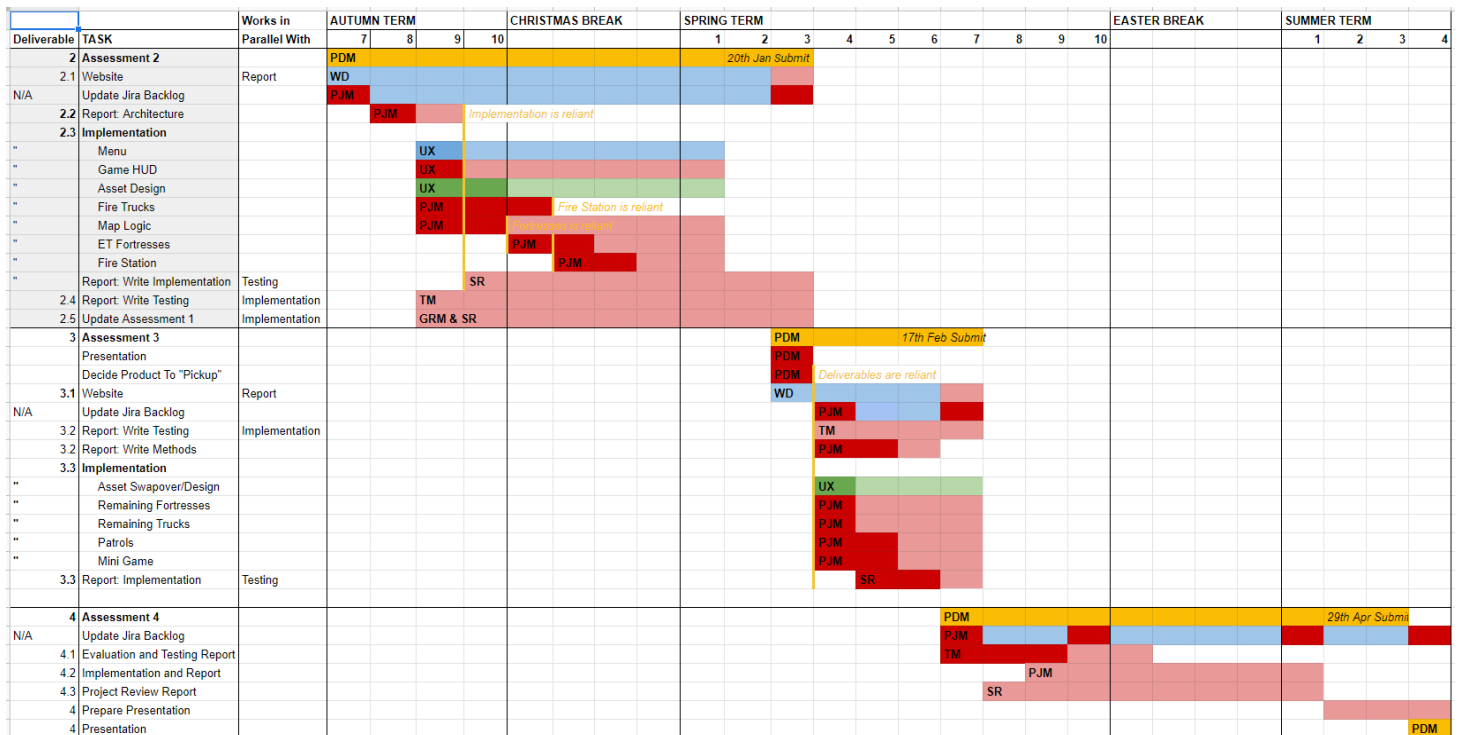 Works in AUTUMN TERM CHRISTMAS BREAK SPRING TERM EASTER BREAK SUMMER TERM
Deliverable TASK Parallel With 7 8 9 10 1 2 3 4 5 6 7 8 9 10 1 2 3 4
2 Assessment 2 PDM 20th Jan Submit
2.1 Website Report WD
N/A Update Jira Backlog PJM
2.2 Report: Architecture PJM Implementation is reliant
2.3 Implementation
" Menu UX
" Game HUD UX
" Asset Design UX
" Fire Trucks PJM Fire Station is reliant
" Map Logic PJM Fortresses is reliant
" ET Fortresses PJM
" Fire Station PJM
" Report: Write Implementation Testing SR
2.4 Report: Write Testing Implementation TM
2.5 Update Assessment 1 Implementation GRM & SR
3 Assessment 3 PDM 17th Feb Submit
Presentation PDM
Decide Product To "Pickup" PDM Deliverables are reliant
3.1 Website Report WD
N/A Update Jira Backlog PJM
3.2 Report: Write Testing Implementation TM
3.2 Report: Write Methods PJM
3.3 Implementation
" Asset Swapover/Design UX
" Remaining Fortresses PJM
" Remaining Trucks PJM
" Patrols PJM
" Mini Game PJM
3.3 Report: Implementation Testing SR
4 Assessment 4 PDM 29th Apr Submit
N/A Update Jira Backlog PJM
4.1 Evaluation and Testing Report TM
4.2 Implementation and Report PJM
4.3 Project Review Report SR
4 Prepare Presentation
4 Presentation PDM